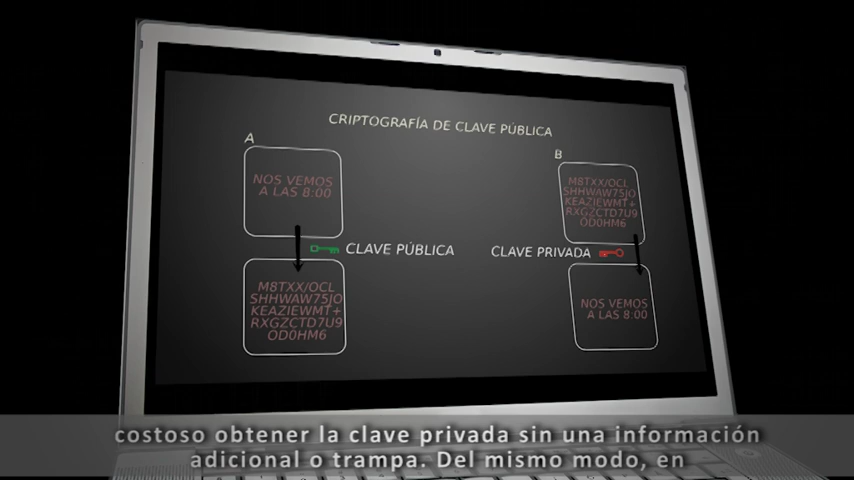 CRIPTOGRAFÍA DE CLAVE PÚBLICA
A
NOS VEMOS
A LAS 8:00
CLAVE PÚBLICA
M8TXX/OCL
SHHWAW75JO
KEAZIEWMT+
RXGZCTD7U9
OD0HM6
B
M8TXX/OCL
SHHWAW75JO
KEAZIEWMT+
RXGZCTD7U9
OD0HM6
CLAVE PRIVADA
NOS VEMOS
A LAS 8:00
costoso obtener la clave privada sin una información
adicional o trampa. Del mismo modo, en